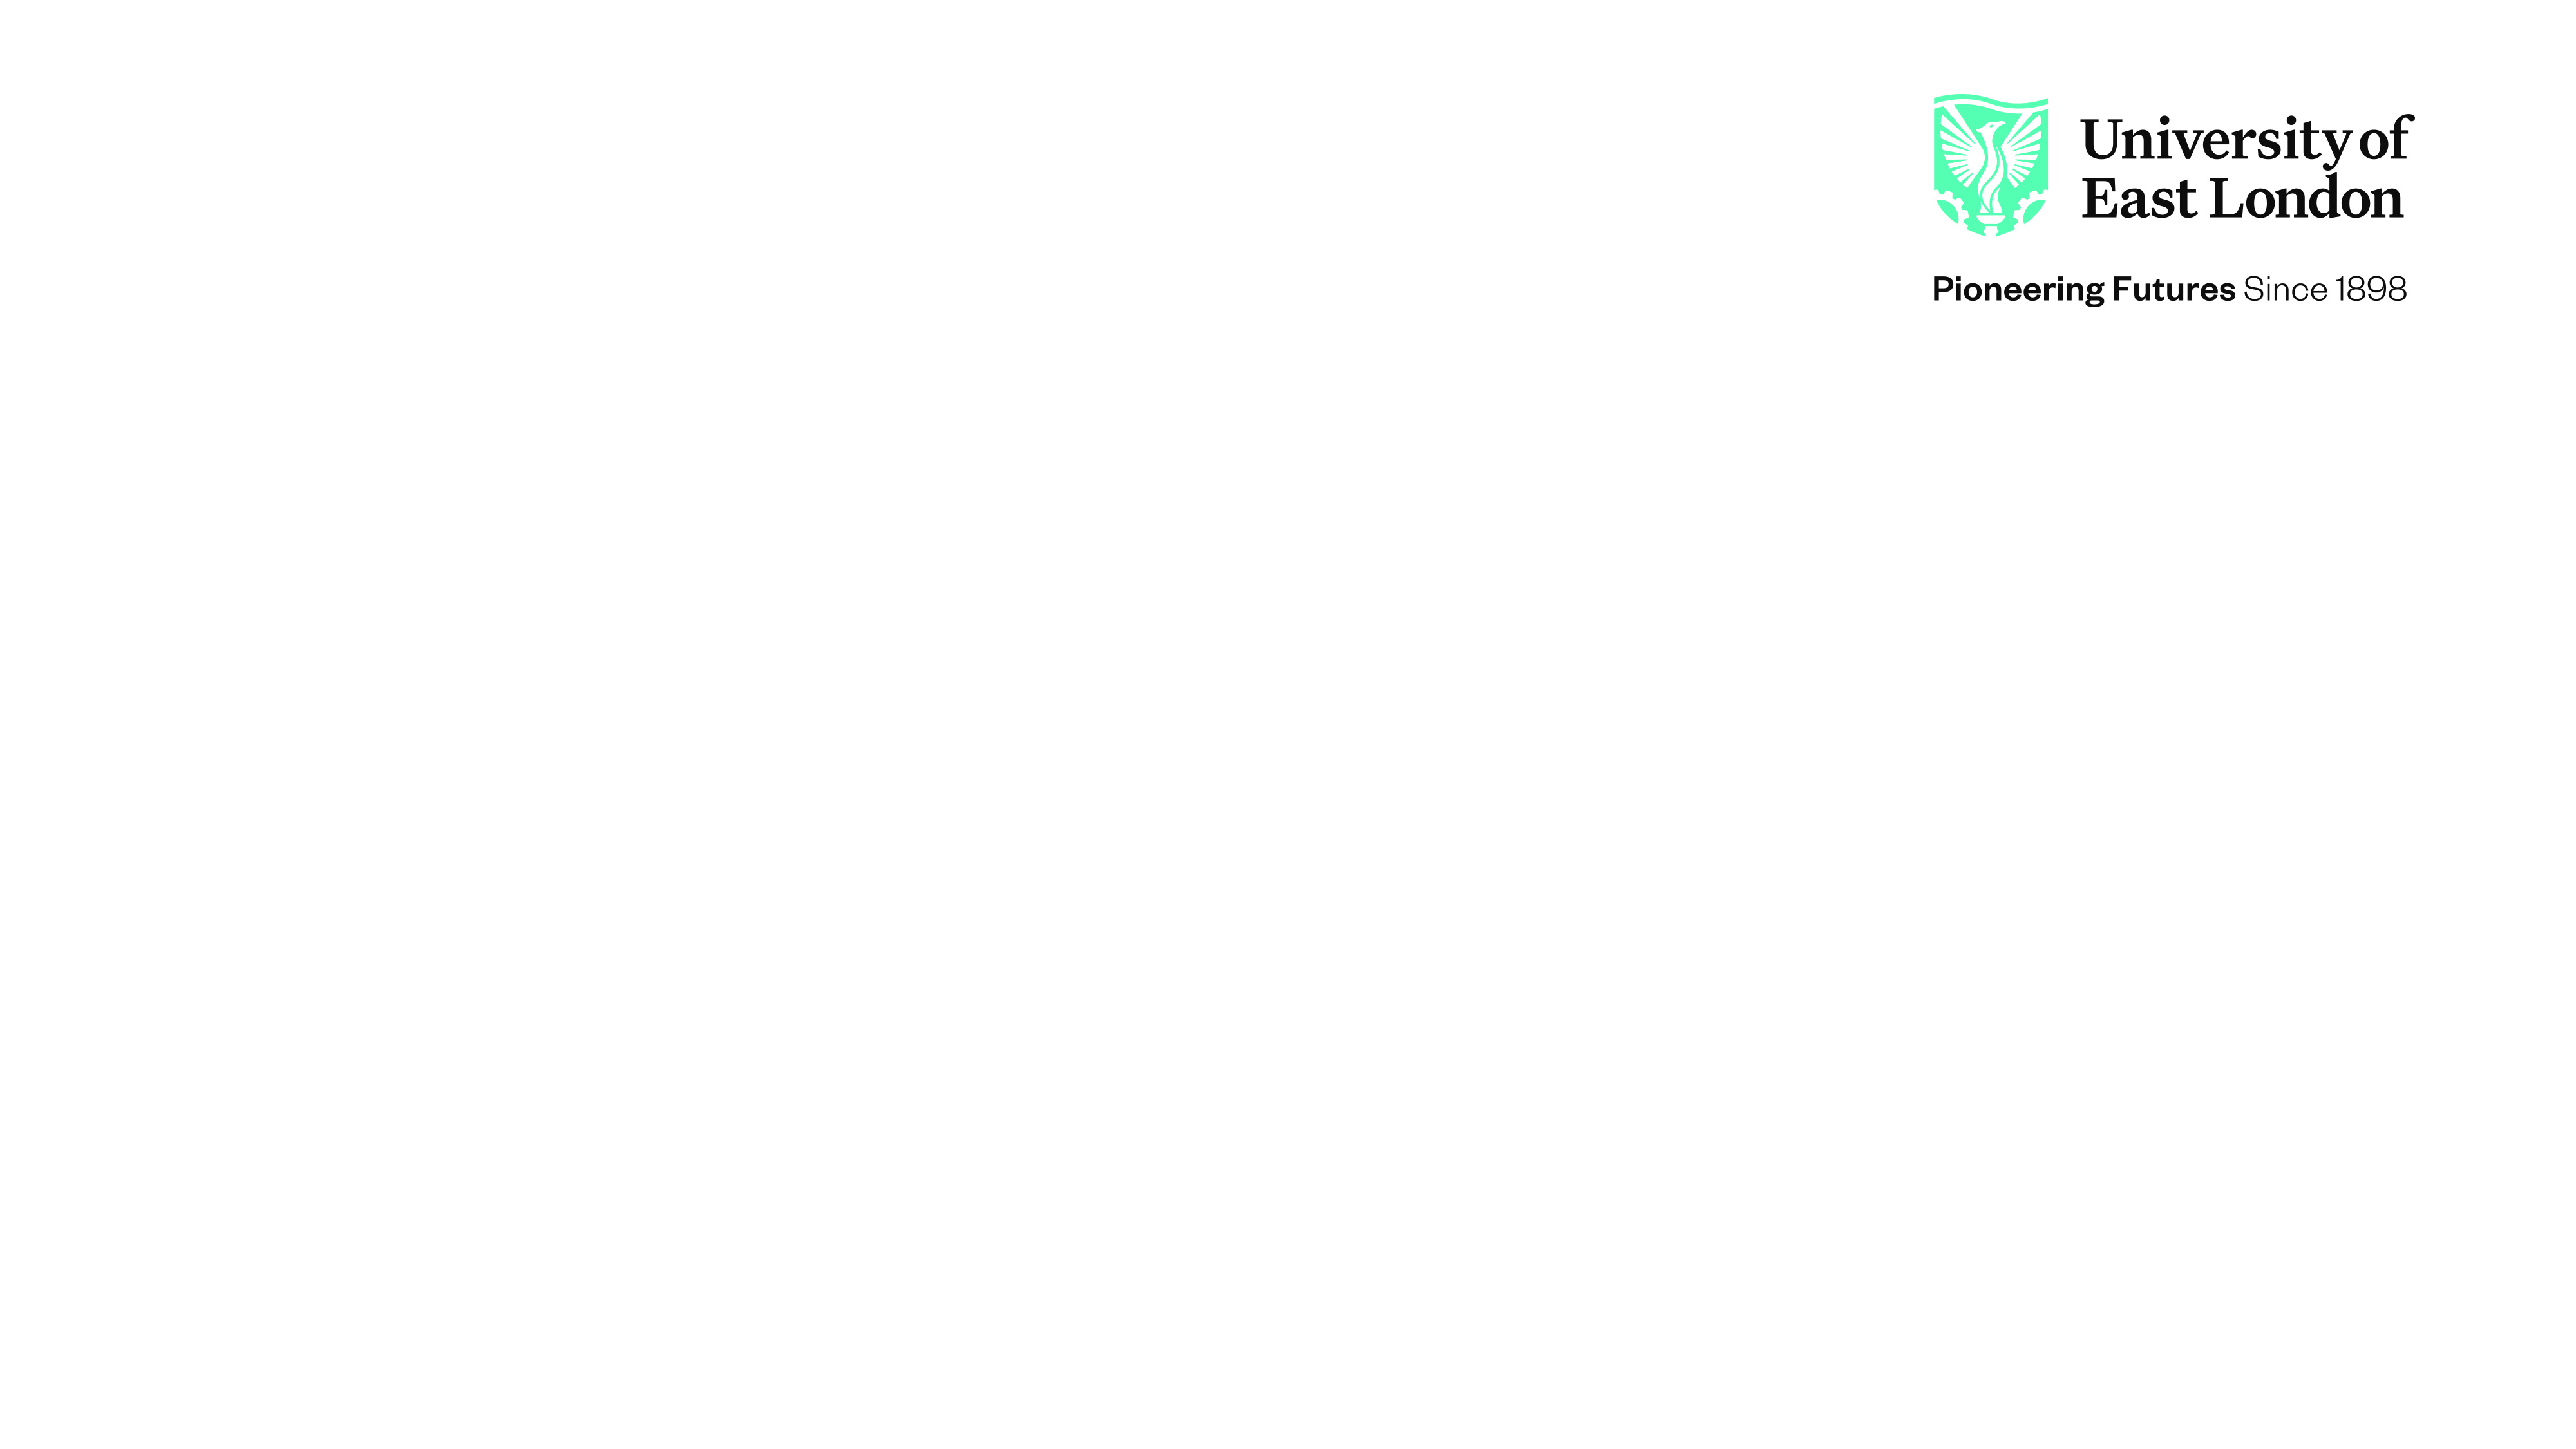 University of
East London
Pioneering Futures Since 1898